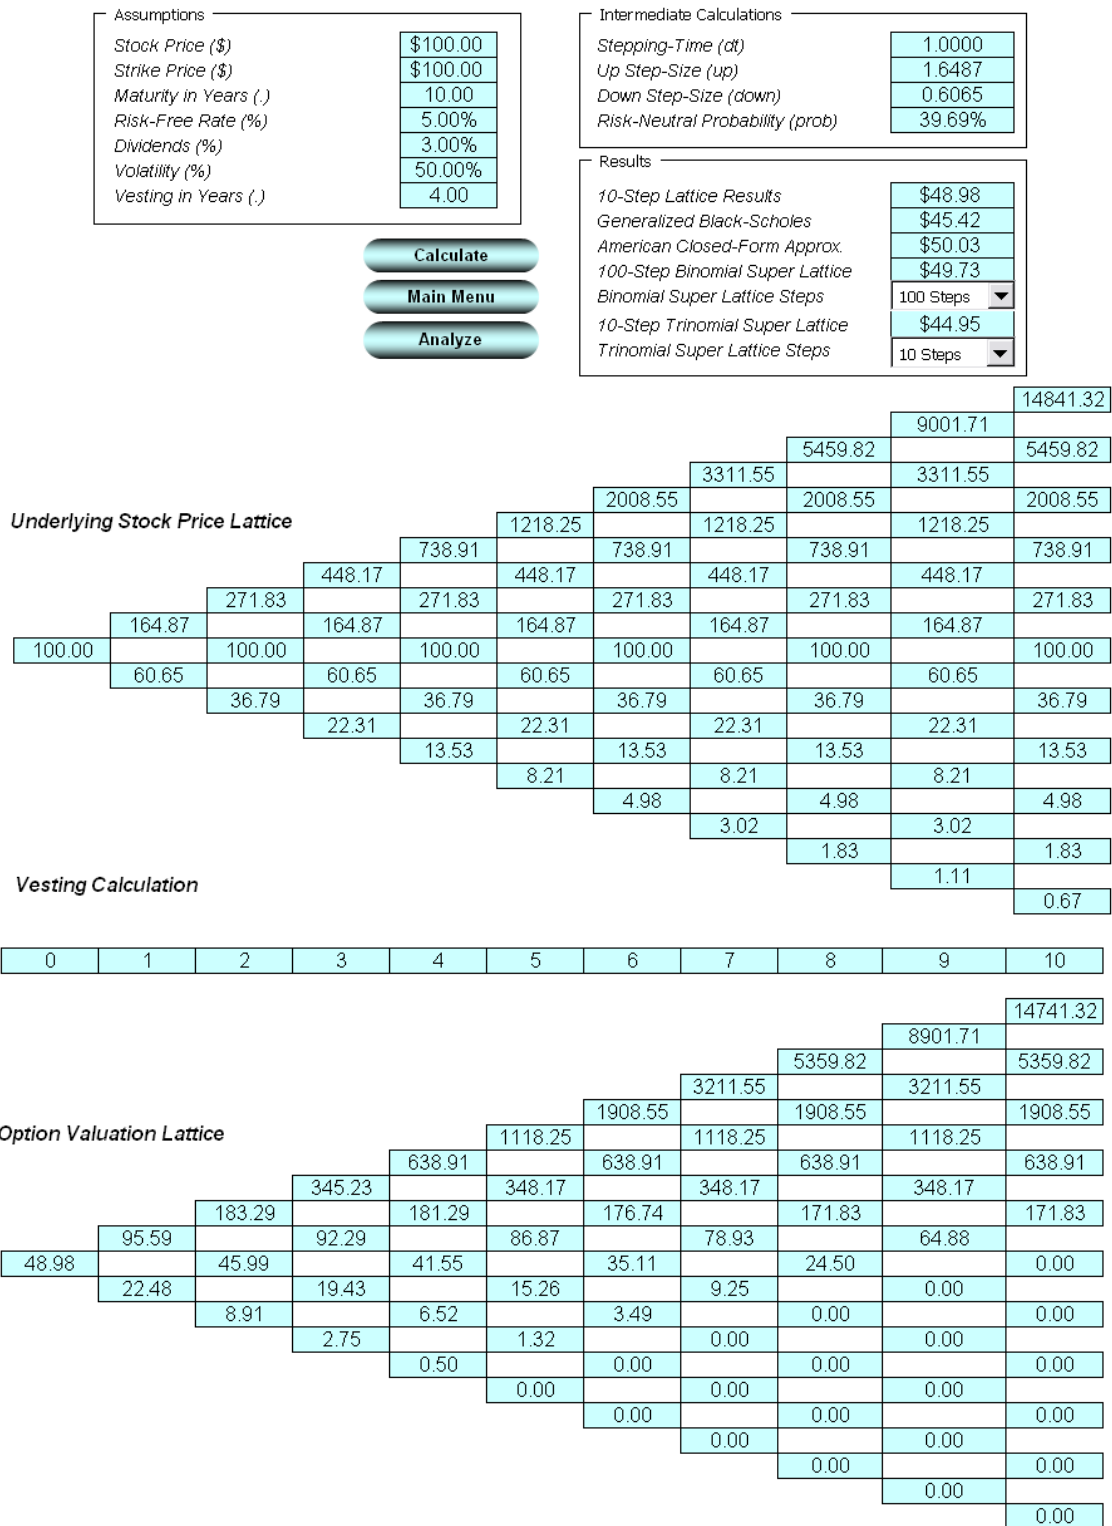 Assumptions
Stock Price ($) $100.00
Strike Price ($) $100.00
Maturity in Years (.) 10.00
Risk-Free Rate (%) 5.00%
Dividends (%) 3.00%
Volatility (%) 50.00%
Vesting in Years (.) 4.00
Calculate
Main Menu
Analyze
Intermediate Calculations
Stepping-Time (dt) 1.0000
Up Step-Size (up) 1.6487
Down Step-Size (down) 0.6065
Risk-Neutral Probability (prob) 39.69%
Results
10-Step Lattice Results $48.98
Generalized Black-Scholes $45.42
American Closed-Form Approx. $50.03
100-Step Binomial Super Lattice $49.73
Binomial Super Lattice Steps 100 Steps
10-Step Trinomial Super Lattice $44.95
Trinomial Super Lattice Steps 10 Steps
14841.32
9001.71
5459.82 5459.82
3311.55 3311.55
2008.55 2008.55 2008.55
Underlying Stock Price Lattice 1218.25 1218.25 1218.25
738.91 738.91 738.91 738.91
448.17 448.17 448.17 448.17
271.83 271.83 271.83 271.83 271.83
164.87 164.87 164.87 164.87 164.87
100.00 100.00 100.00 100.00 100.00 100.00
60.65 60.65 60.65 60.65 60.65
36.79 36.79 36.79 36.79 36.79
22.31 22.31 22.31 22.31
13.53 13.53 13.53 13.53
8.21 8.21 8.21
4.98 4.98 4.98
3.02 3.02
1.83 1.83
Vesting Calculation 1.11
0.67
0 1 2 3 4 5 6 7 8 9 10
14741.32
8901.71
5359.82 5359.82
3211.55 3211.55
1908.55 1908.55 1908.55
Option Valuation Lattice 1118.25 1118.25 1118.25
638.91 638.91 638.91 638.91
345.23 348.17 348.17 348.17
183.29 181.29 176.74 171.83 171.83
95.59 92.29 86.87 78.93 64.88
48.98 45.99 41.55 35.11 24.50 0.00
22.48 19.43 15.26 9.25 0.00
8.91 6.52 3.49 0.00 0.00
2.75 1.32 0.00 0.00
0.50 0.00 0.00 0.00
0.00 0.00 0.00
0.00 0.00 0.00
0.00 0.00
0.00 0.00
0.00
0.00